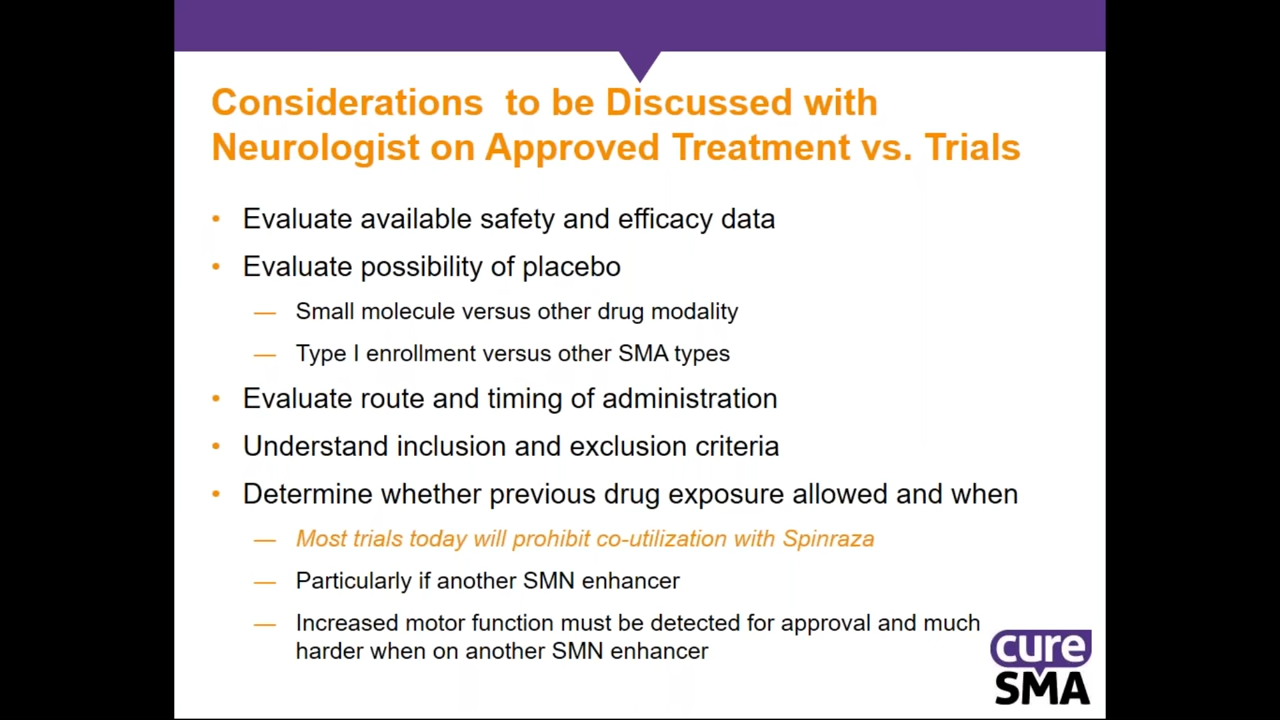 Considerations to be Discussed with
Neurologist on Approved Treatment vs. Trials
• Evaluate available safety and efficacy data
• Evaluate possibility of placebo
— Small molecule versus other drug modality
— Type I enrollment versus other SMA types
• Evaluate route and timing of administration
• Understand inclusion and exclusion criteria
• Determine whether previous drug exposure allowed and when
— Most trials today will prohibit co-utilization with Spinraza
— Particularly if another SMN enhancer
— Increased motor function must be detected for approval and much
harder when on another SMN enhancer
cure
SMA